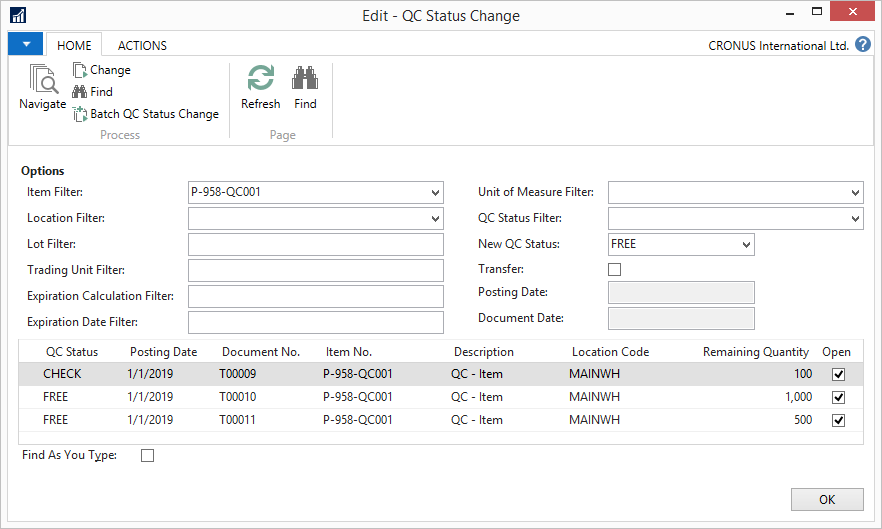 Edit - QC Status Change
HOME ACTIONS CRONUS International Ltd. ?
Navigate
Change
Find
Batch QC Status Change
Process
Refresh Find
Page
Options
Item Filter: P-958-QC001 Unit of Measure Filter:
Location Filter: QC Status Filter:
Lot Filter: New QC Status: FREE
Trading Unit Filter: Transfer:
Expiration Calculation Filter: Posting Date:
Expiration Date Filter: Document Date:
QC Status Posting Date Document No. Item No. Description Location Code Remaining Quantity Open
CHECK 1/1/2019 T00009 P-958-QC001 QC - Item MAINWH 100
FREE 1/1/2019 T00010 P-958-QC001 QC - Item MAINWH 1,000
FREE 1/1/2019 T00011 P-958-QC001 QC - Item MAINWH 500
Find As You Type:
OK